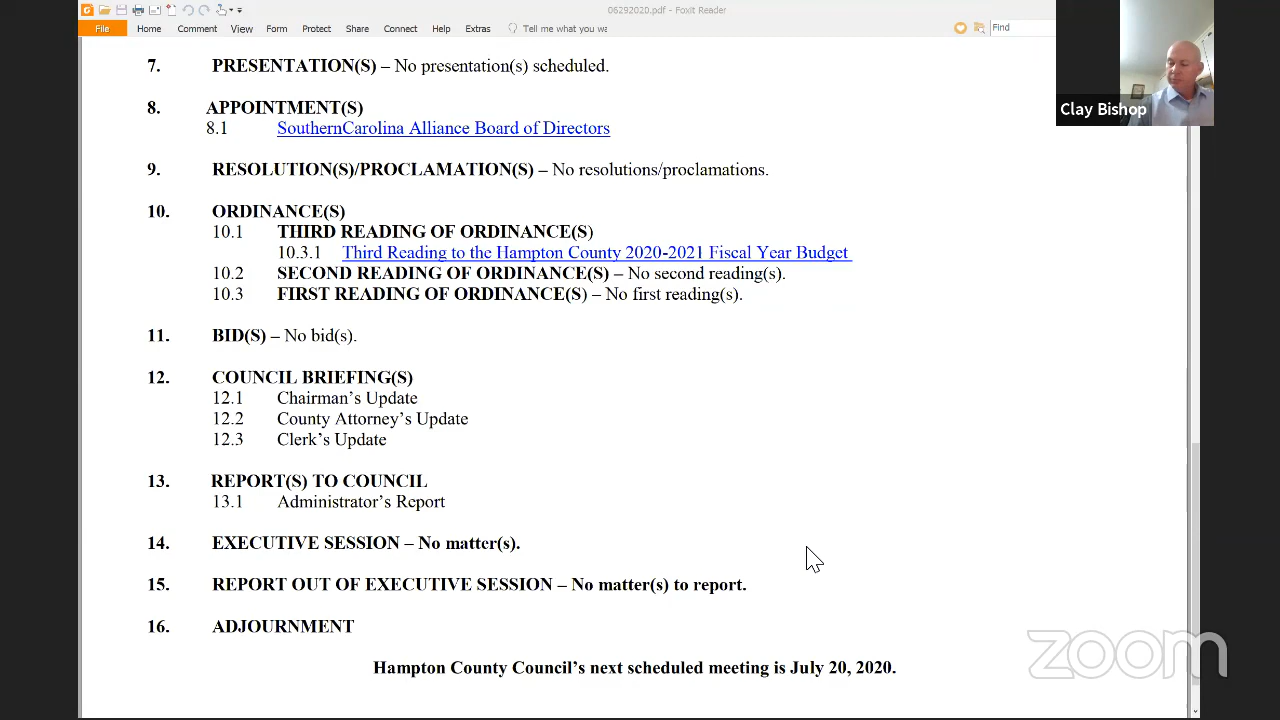 06292020.pdf - Foxit Reader
File Home Comment View Form Protect Share Connect Help Extras Tell me what you wa Find
7. PRESENTATION(S) – No presentation(s) scheduled.
8. APPOINTMENT(S)
8.1 SouthernCarolina Alliance Board of Directors
Clay Bishop
9. RESOLUTION(S)/PROCLAMATION(S) – No resolutions/proclamations.
10. ORDINANCE(S)
10.1 THIRD READING OF ORDINANCE(S)
10.3.1 Third Reading to the Hampton County 2020-2021 Fiscal Year Budget
10.2 SECOND READING OF ORDINANCE(S) – No second reading(s).
10.3 FIRST READING OF ORDINANCE(S) – No first reading(s).
11. BID(S) – No bid(s).
12. COUNCIL BRIEFING(S)
12.1 Chairman’s Update
12.2 County Attorney’s Update
12.3 Clerk’s Update
13. REPORT(S) TO COUNCIL
13.1 Administrator’s Report
14. EXECUTIVE SESSION – No matter(s).
15. REPORT OUT OF EXECUTIVE SESSION – No matter(s) to report.
16. ADJOURNMENT
Hampton County Council’s next scheduled meeting is July 20, 2020.
zoom